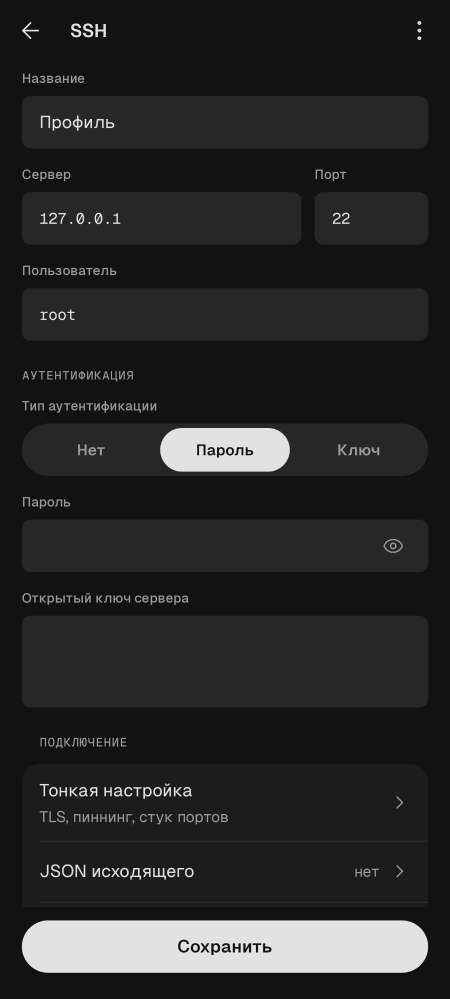 SSH
Название
Профиль
Сервер
Порт
127.0.0.1
22
Пользователь
root
АУТЕНТИФИКАЦИЯ
Тип аутентификации
Нет
Пароль
Ключ
Пароль
Открытый ключ сервера
ПОДКЛЮЧЕНИЕ
Тонкая настройка
TLS, пиннинг, стук портов
JSON исходящего
нет
Сохранить